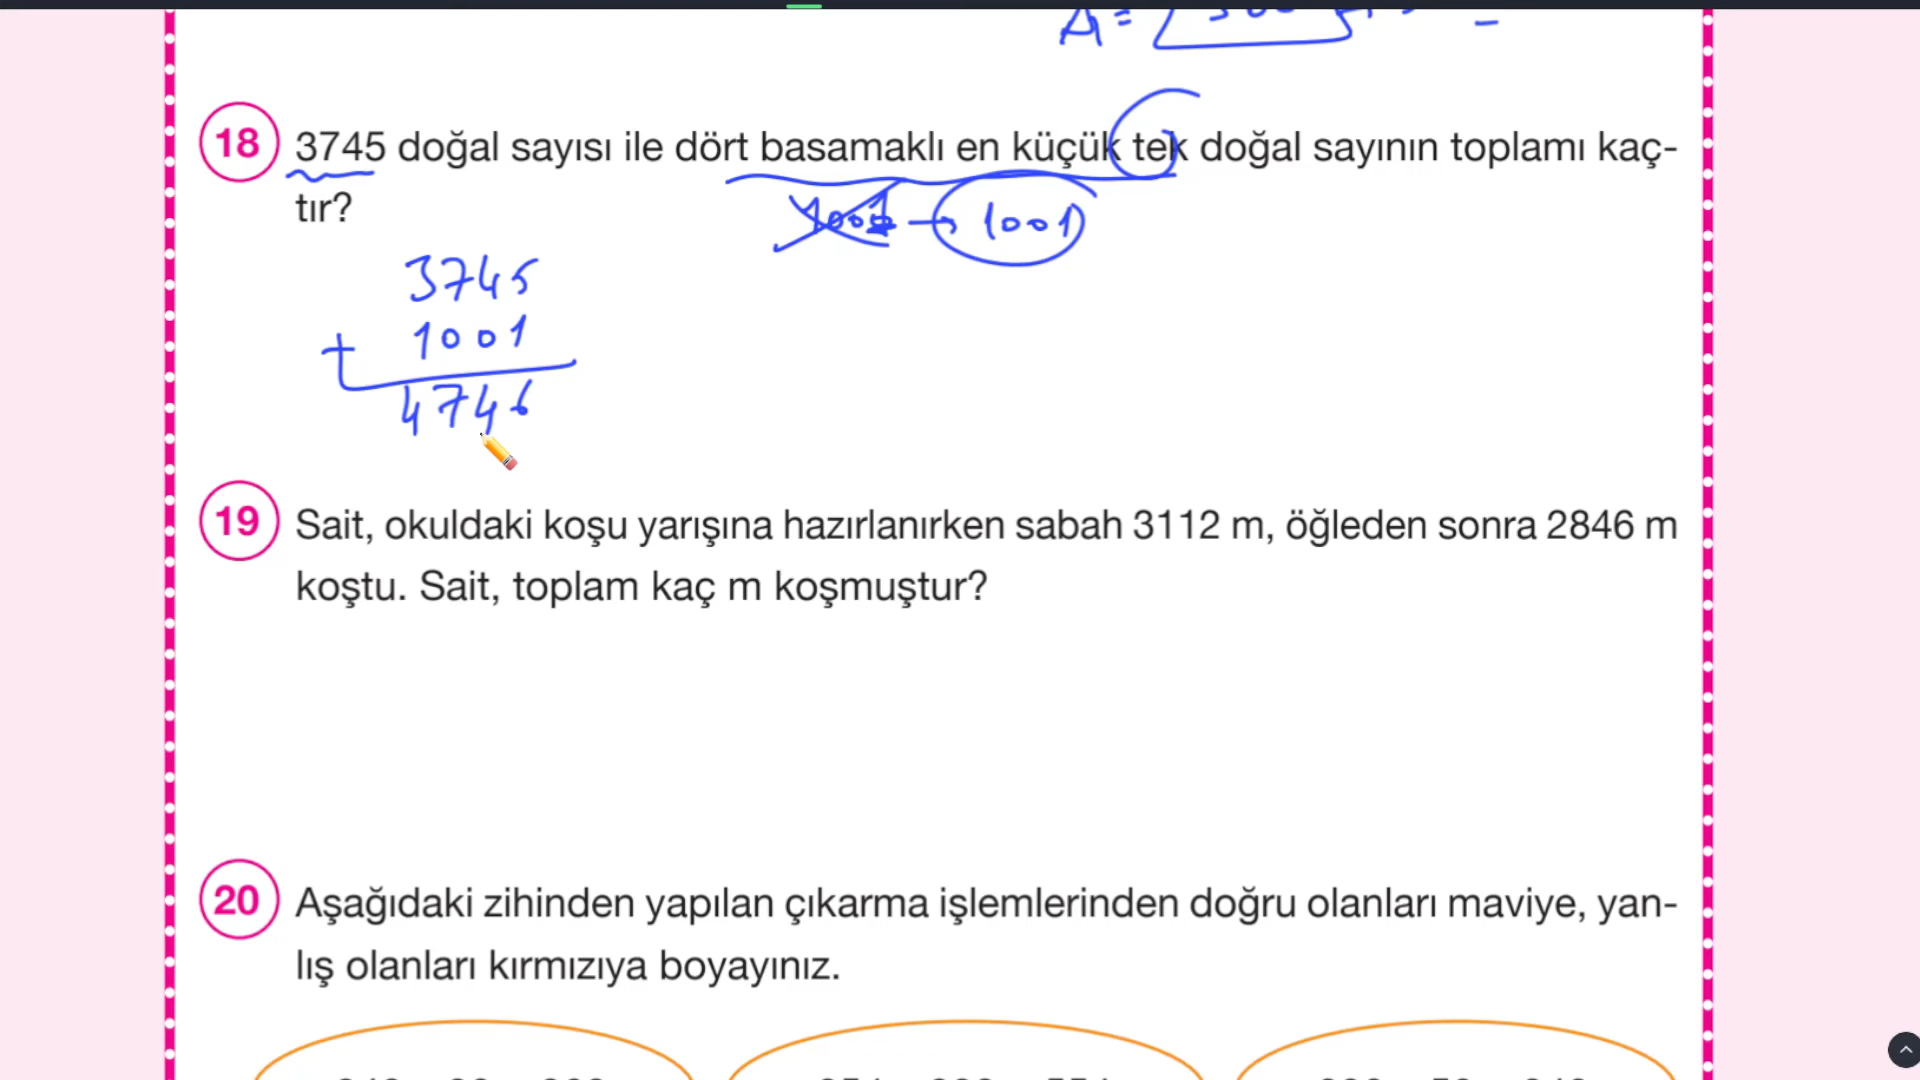 A =
18 3745 doğal sayısı ile dört basamaklı en küçük tek doğal sayının toplamı kaç-
tır?
1001
3745
+ 1001
4746
19 Sait, okuldaki koşu yarışına hazırlanırken sabah 3112 m, öğleden sonra 2846 m
koştu. Sait, toplam kaç m koşmuştur?
20 Aşağıdaki zihinden yapılan çıkarma işlemlerinden doğru olanları maviye, yan-
lış olanları kırmızıya boyayınız.